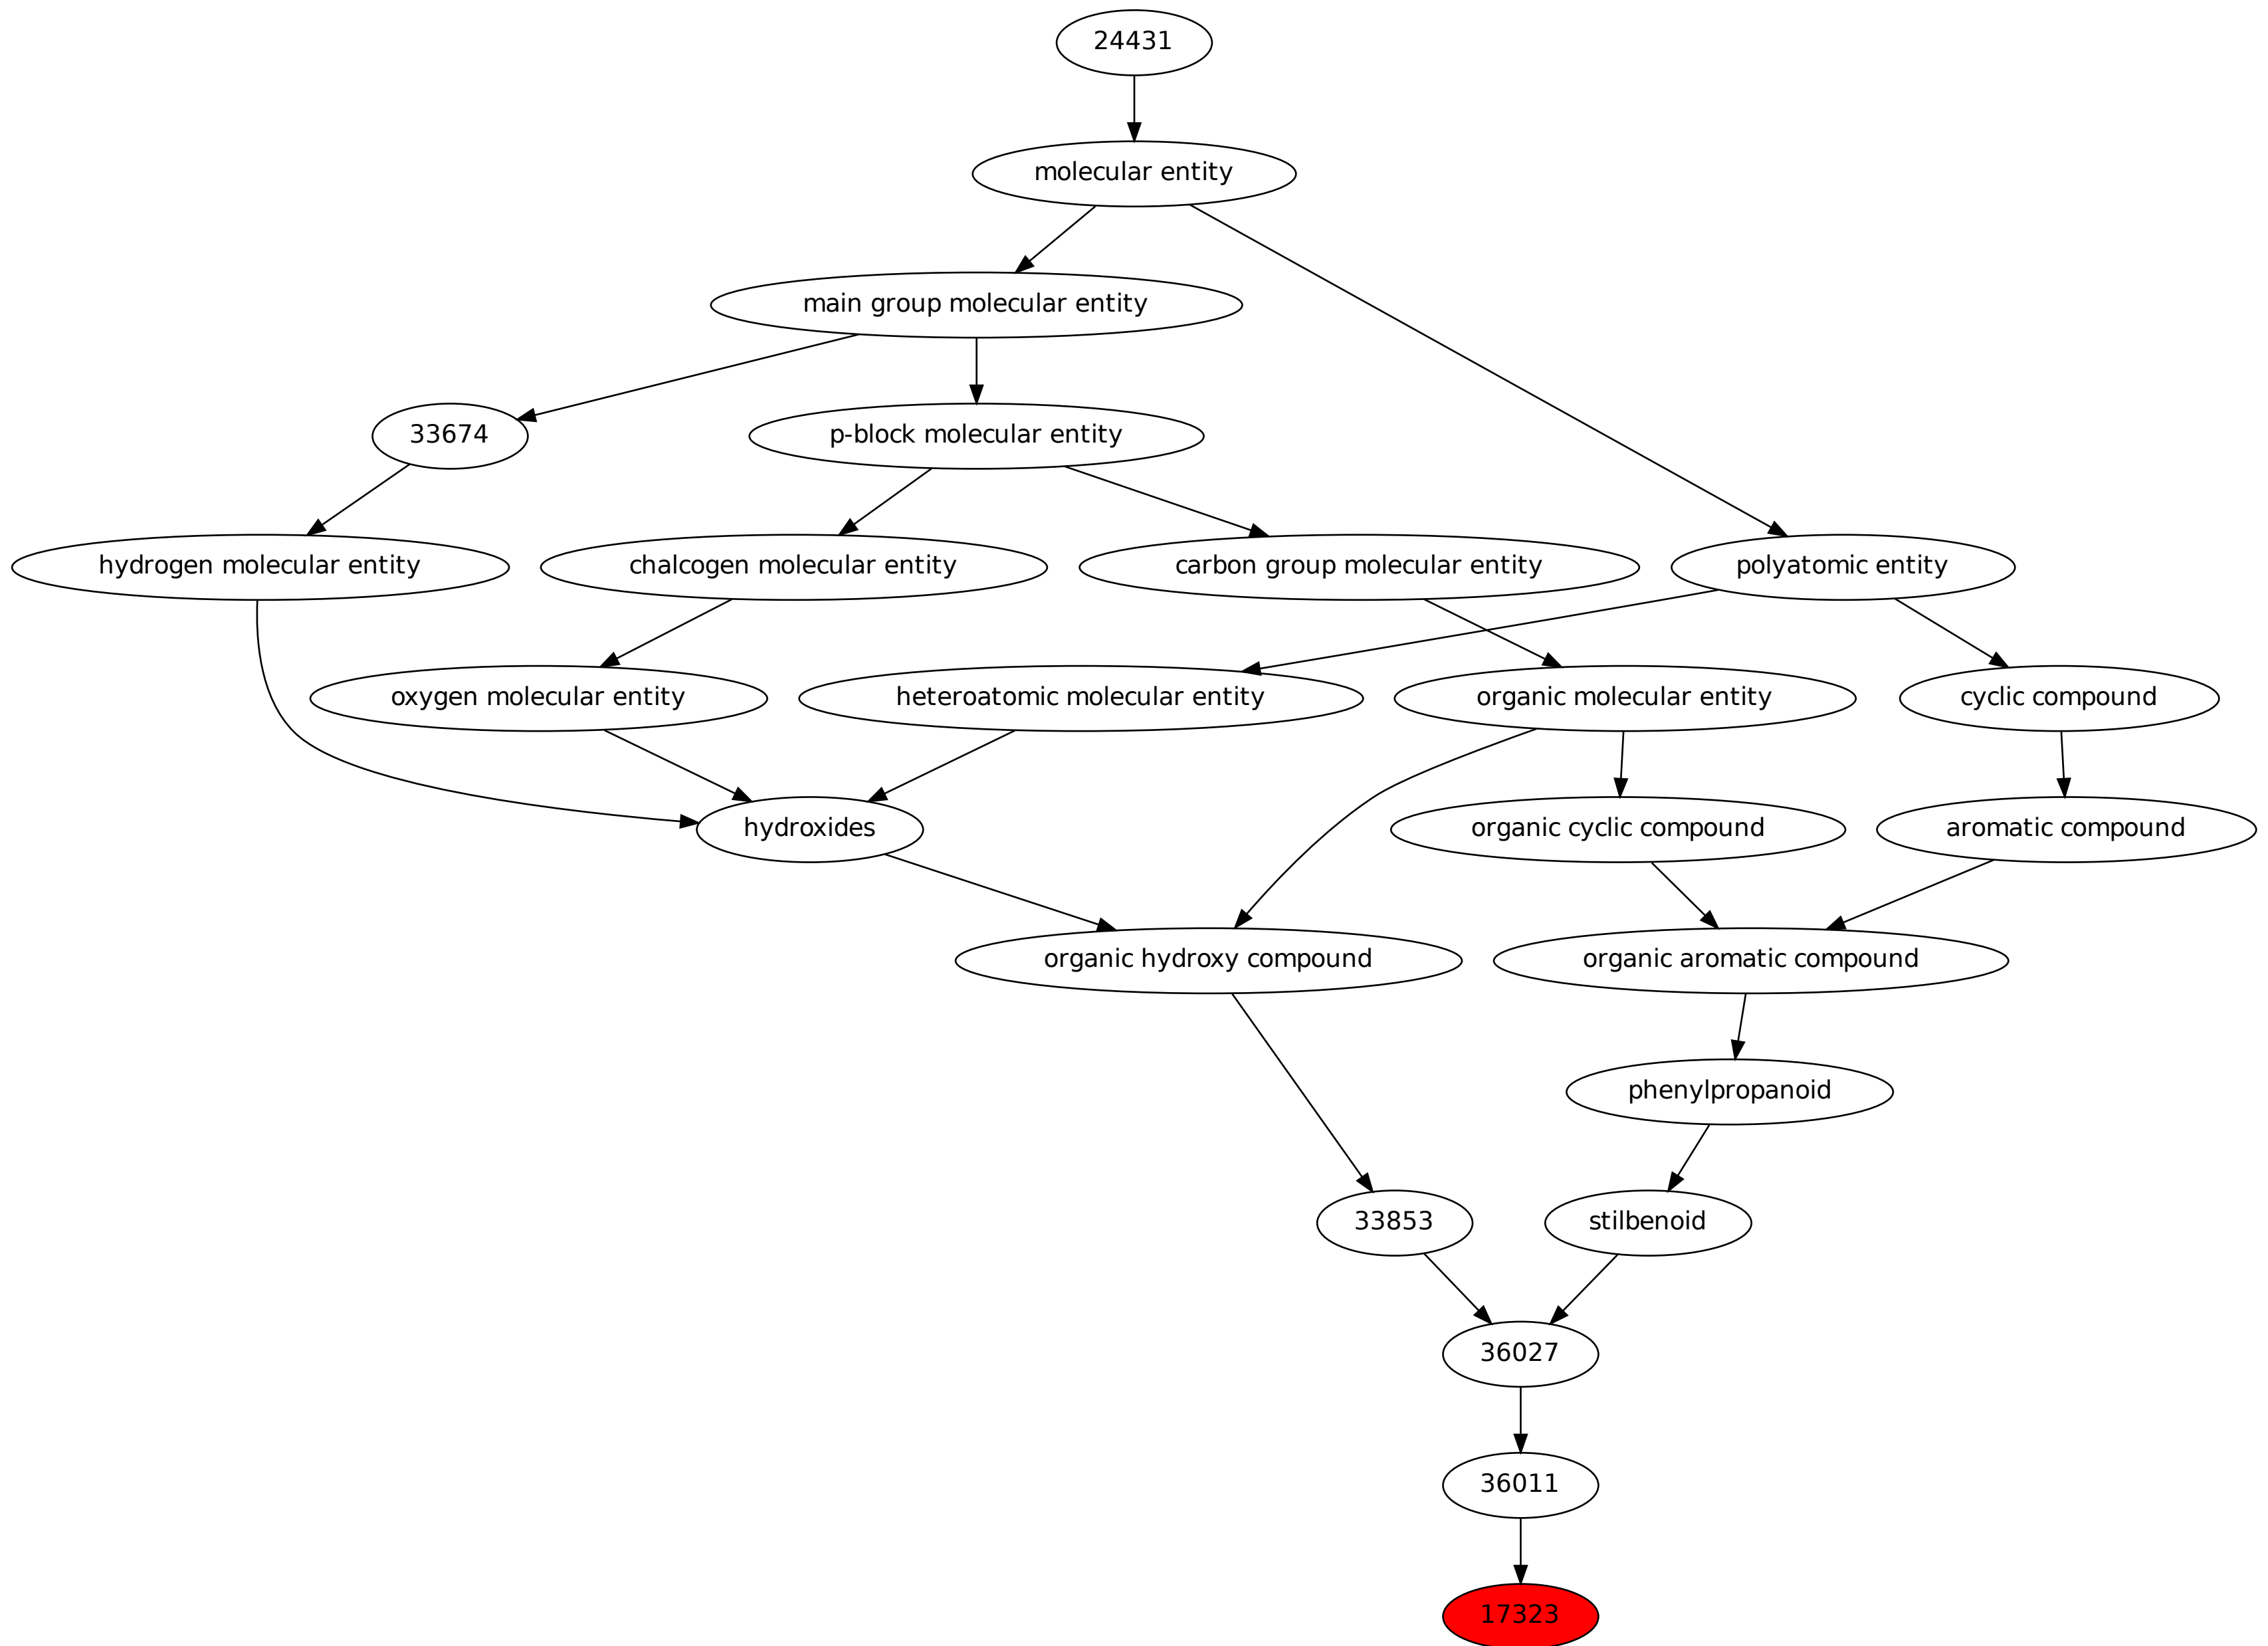 24431
molecular entity
main group molecular entity
33674
p-block molecular entity
hydrogen molecular entity
chalcogen molecular entity
carbon group molecular entity
polyatomic entity
oxygen molecular entity
heteroatomic molecular entity
organic molecular entity
cyclic compound
hydroxides
organic cyclic compound
aromatic compound
organic hydroxy compound
organic aromatic compound
phenylpropanoid
33853
stilbenoid
36027
36011
17323